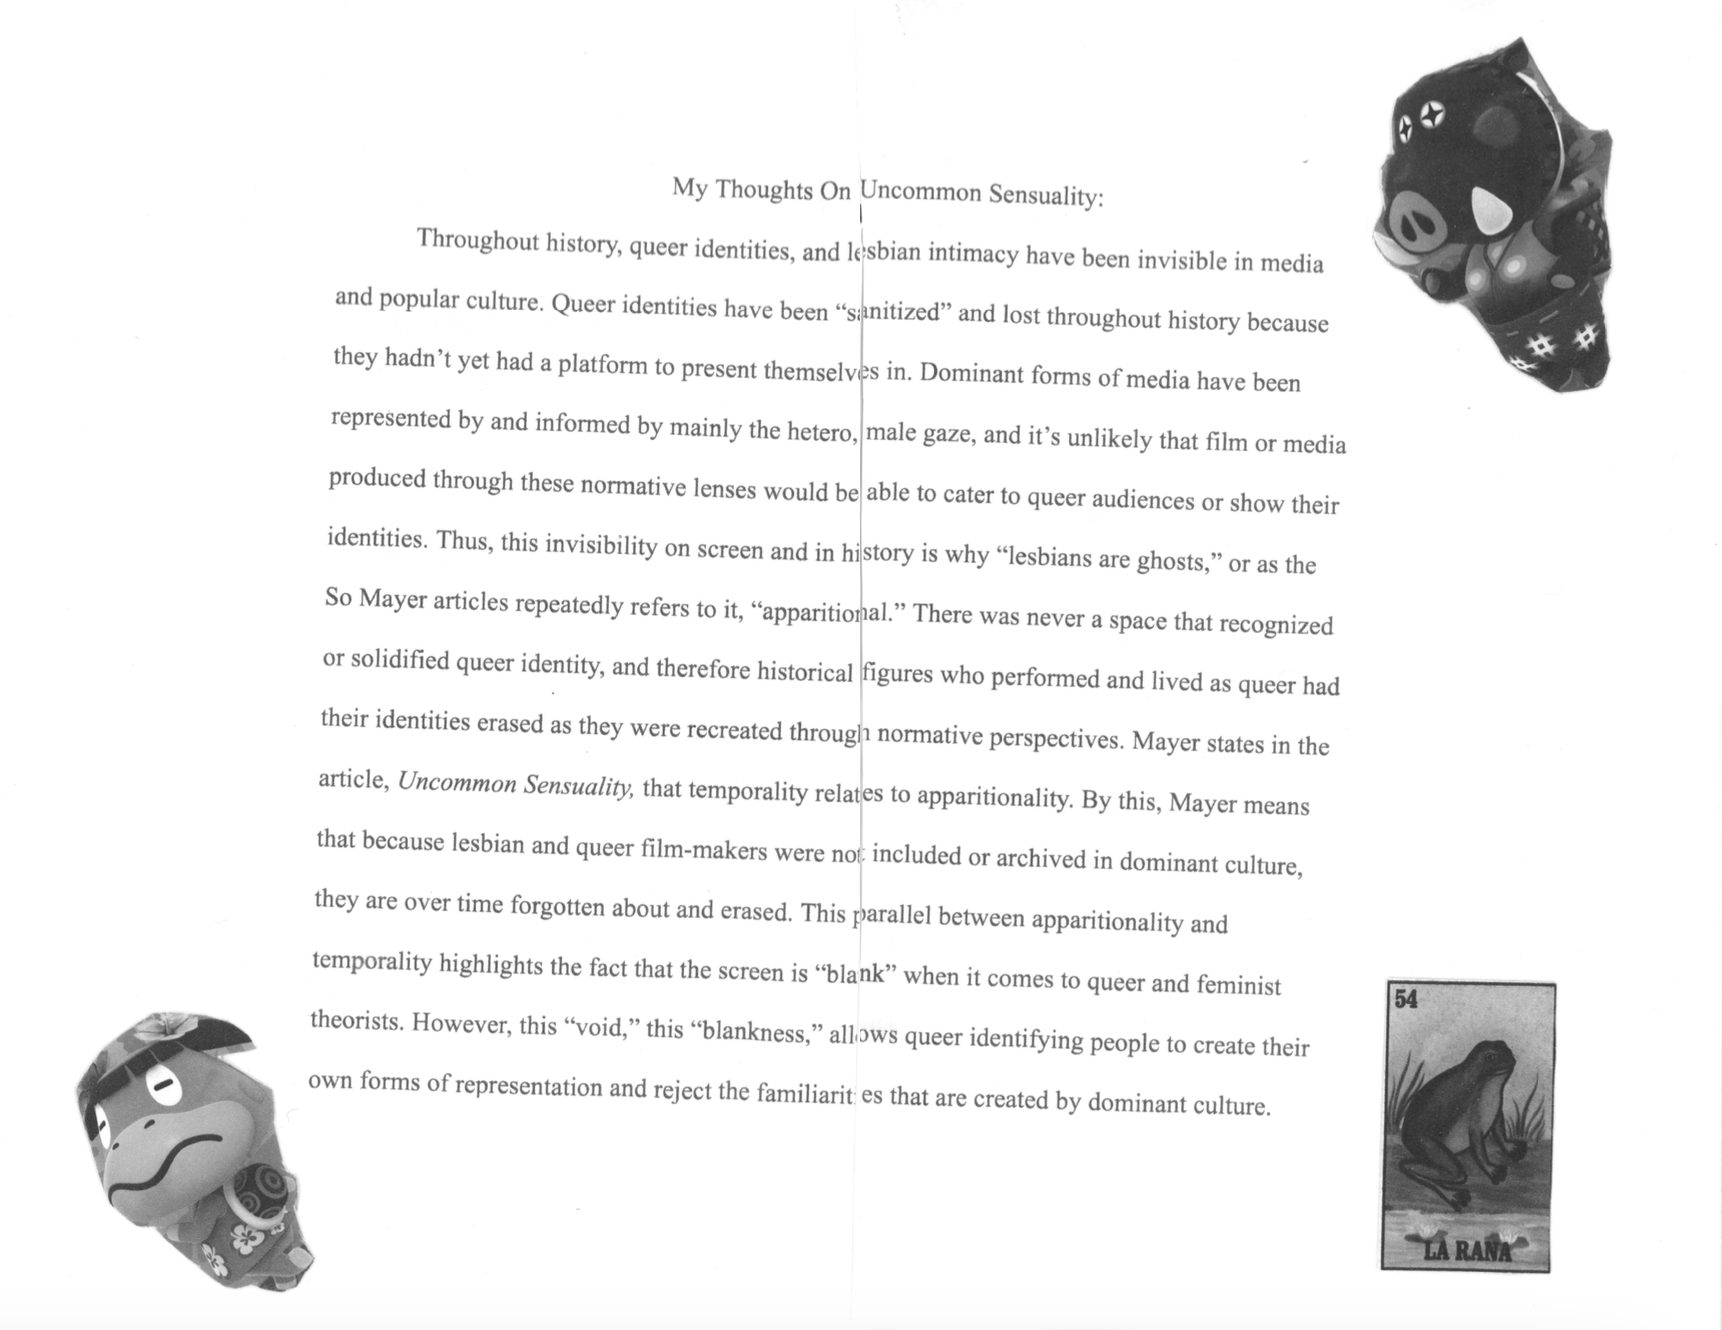 My Thoughts On Uncommon Sensuality:
Throughout history, queer identities, and lesbian intimacy have been invisible in media
and popular culture. Queer identities have been “sanitized” and lost throughout history because
they hadn’t yet had a platform to present themselves in. Dominant forms of media have been
represented by and informed by mainly the hetero, male gaze, and it’s unlikely that film or media
produced through these normative lenses would be able to cater to queer audiences or show their
identities. Thus, this invisibility on screen and in history is why “lesbians are ghosts,” or as the
So Mayer articles repeatedly refers to it, “apparitional.” There was never a space that recognized
or solidified queer identity, and therefore historical figures who performed and lived as queer had
their identities erased as they were recreated through normative perspectives. Mayer states in the
article, Uncommon Sensuality, that temporality relates to apparitionality. By this, Mayer means
that because lesbian and queer film-makers were not included or archived in dominant culture,
they are over time forgotten about and erased. This parallel between apparitionality and
temporality highlights the fact that the screen is “blank” when it comes to queer and feminist
theorists. However, this “void,” this “blankness,” allows queer identifying people to create their
own forms of representation and reject the familiarities that are created by dominant culture.
54
LA RANA